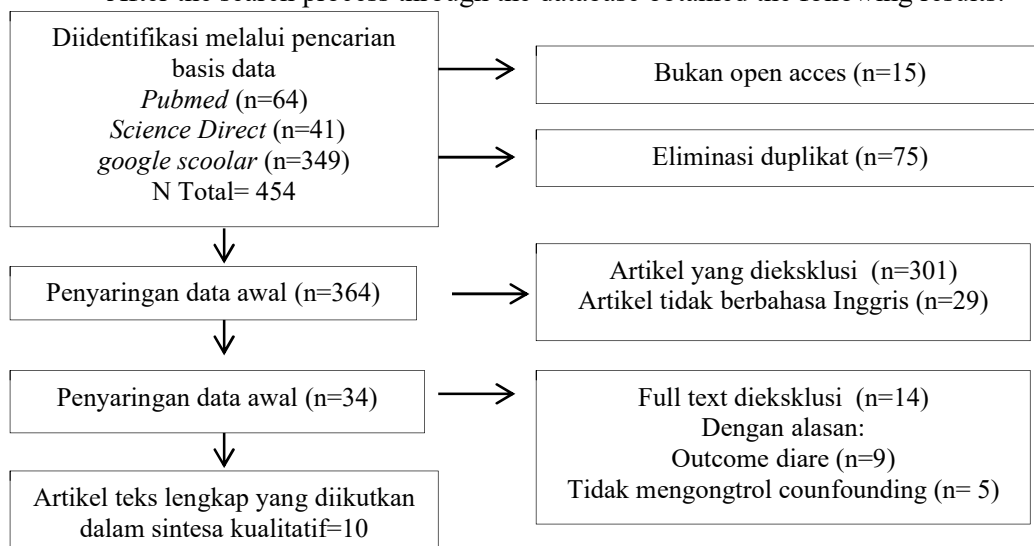 After the search process through the database obtained the following results:
Diidentifikasi melalui pencarian
basis data
Pubmed (n=64)
Science Direct (n=41)
google scoolar (n=349)
N Total= 454
Bukan open acces (n=15)
Eliminasi duplikat (n=75)
Penyaringan data awal (n=364)
Artikel yang dieksklusi (n=301)
Artikel tidak berbahasa Inggris (n=29)
Penyaringan data awal (n=34)
Full text dieksklusi (n=14)
Dengan alasan:
Outcome diare (n=9)
Tidak mengongtrol counfounding (n= 5)
Artikel teks lengkap yang diikutkan
dalam sintesa kualitatif=10